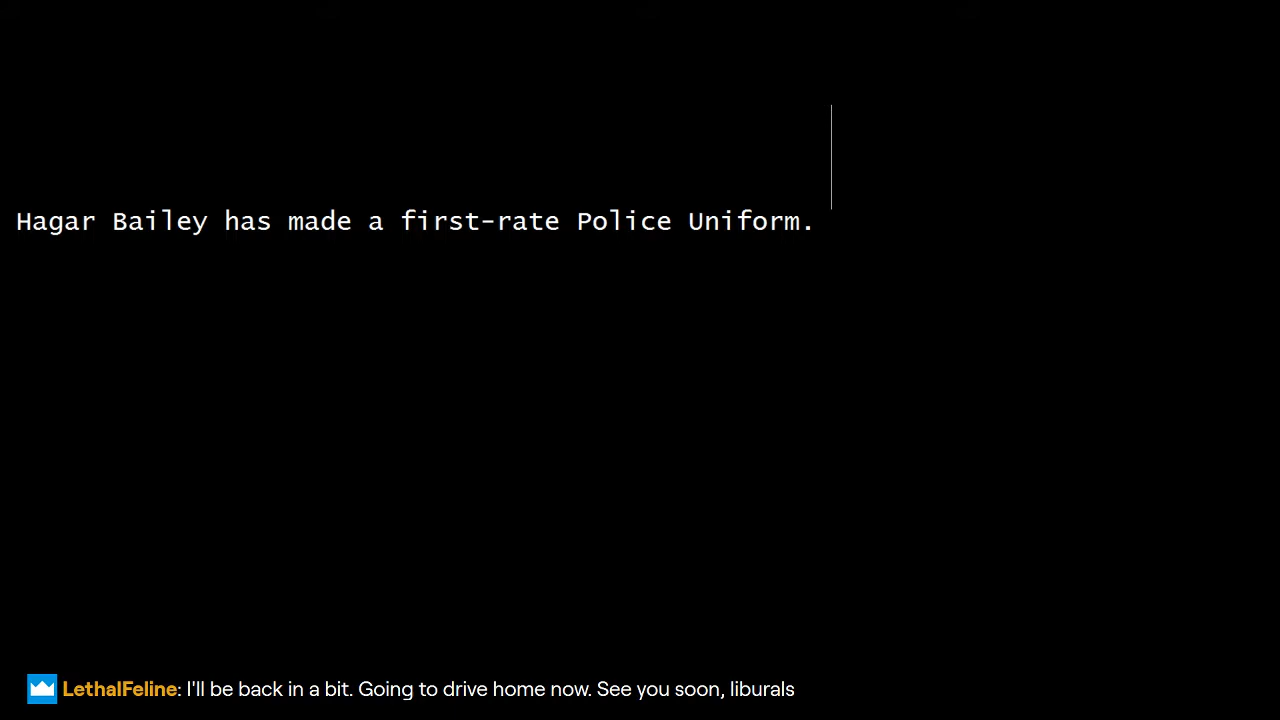 Hagar Bailey has made a first-rate Police Uniform.
LethalFeline: I'll be back in a bit. Going to drive home now. See you soon, liburals